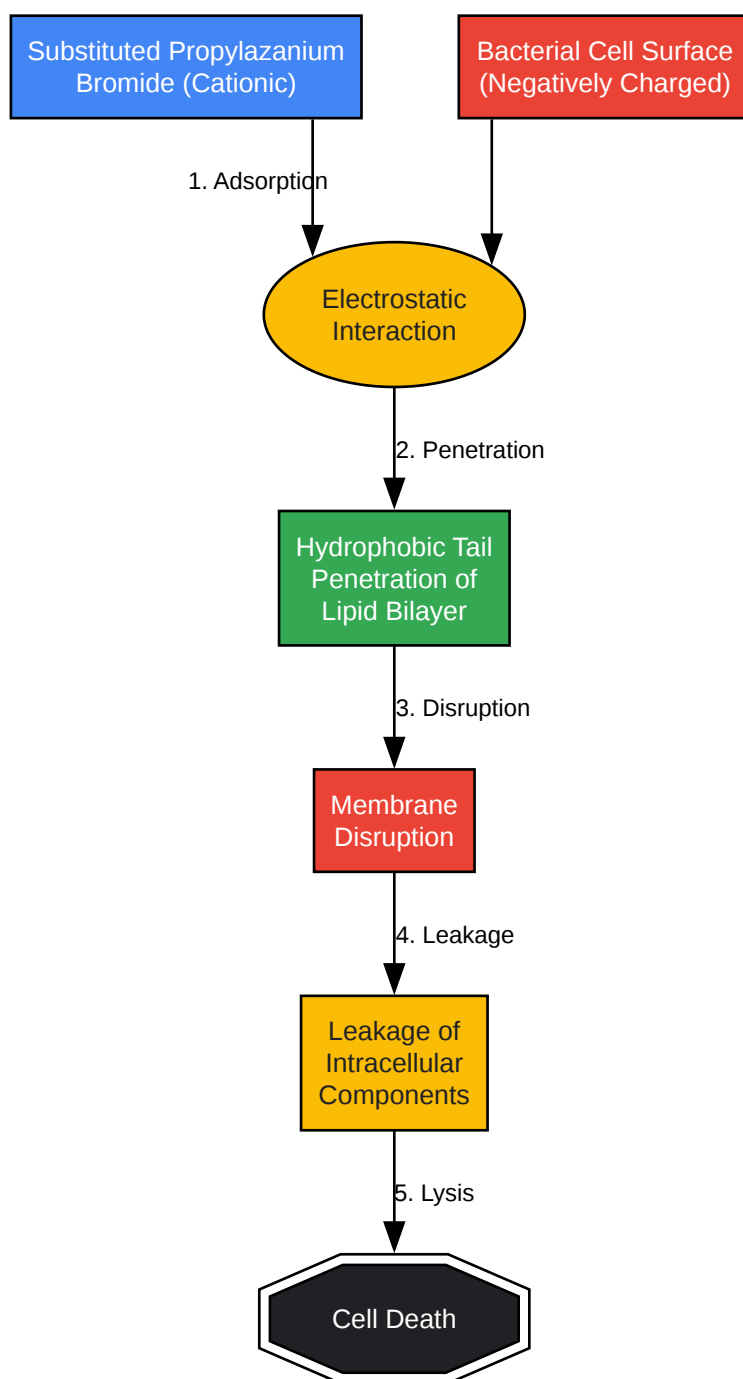 Substituted Propylazanium
Bromide (Cationic)
Bacterial Cell Surface
(Negatively Charged)
1. Adsorption
Electrostatic
Interaction
2. Penetration
Hydrophobic Tail
Penetration of
Lipid Bilayer
3. Disruption
Membrane
Disruption
4. Leakage
Leakage of
Intracellular
Components
5. Lysis
Cell Death